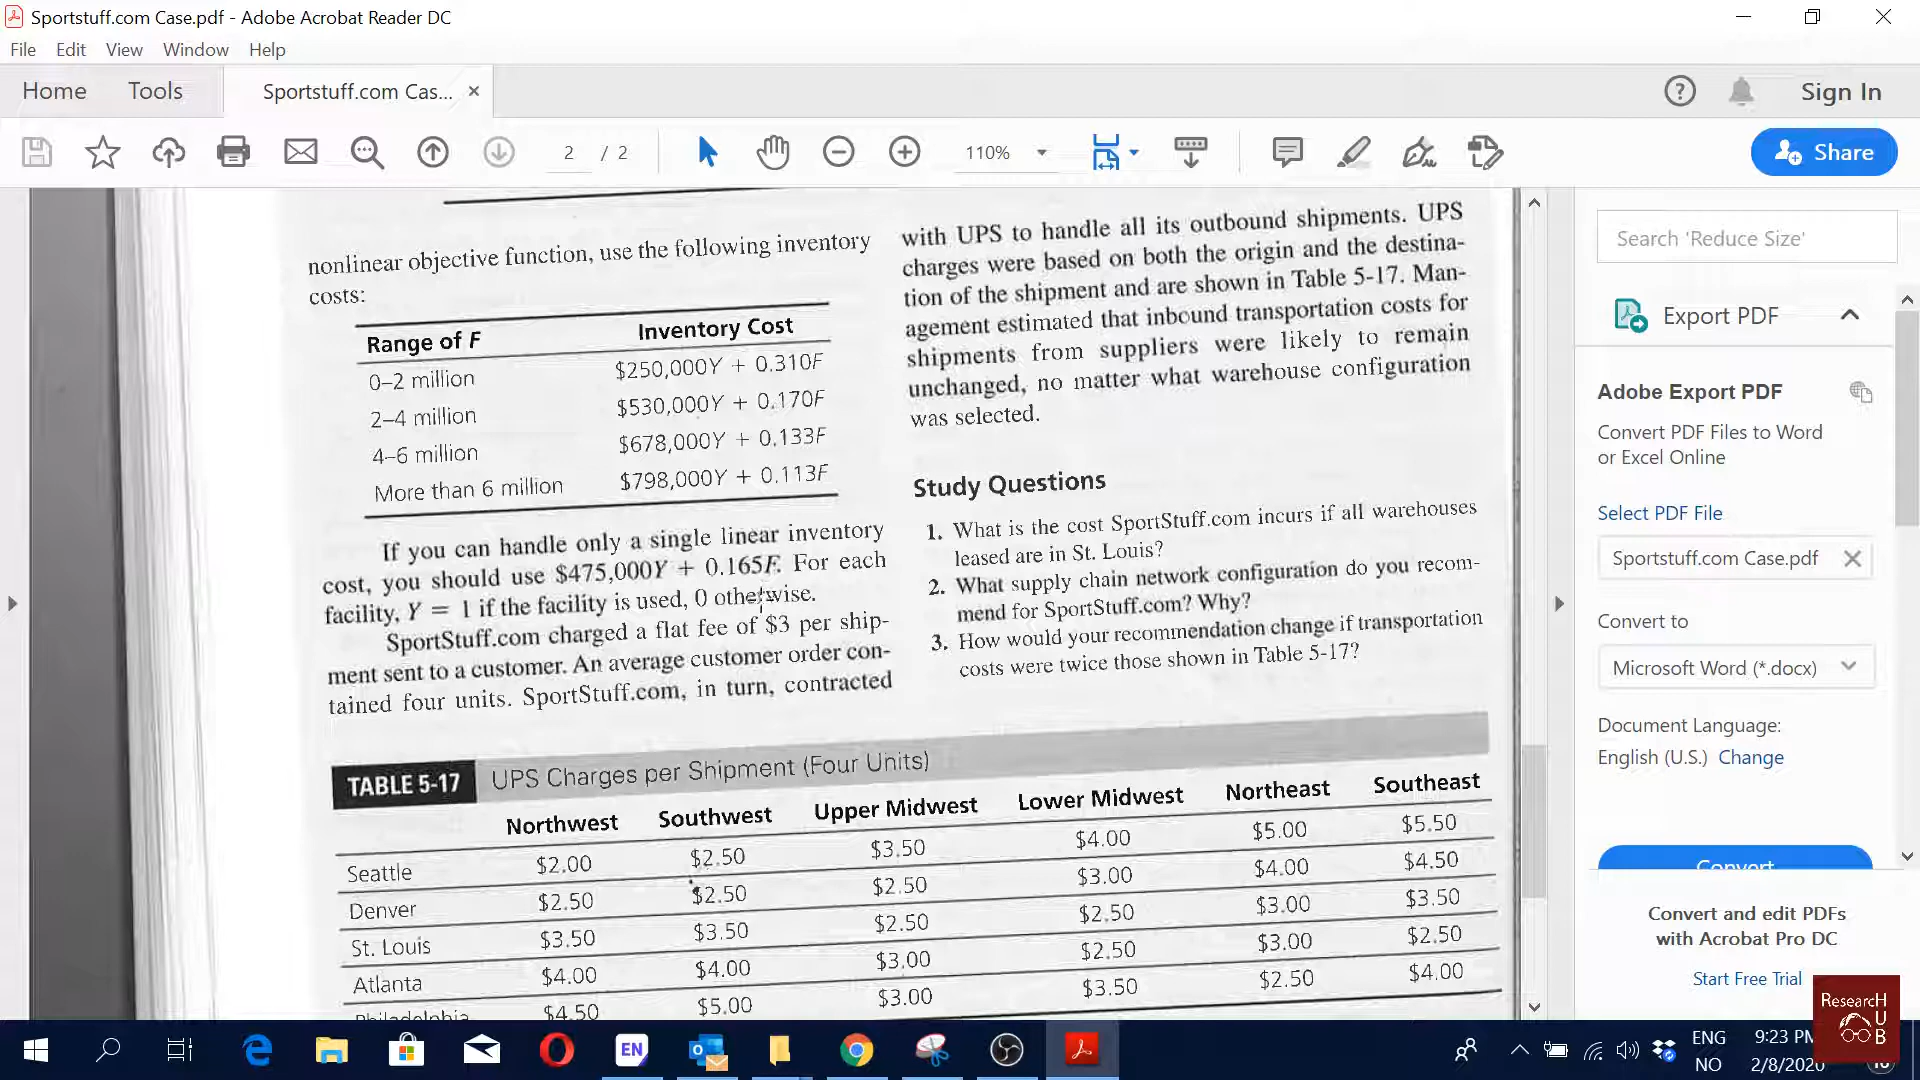 Sportstuff.com Case.pdf - Adobe Acrobat Reader DC
File Edit View Window Help
Home Tools Sportstuff.com Cas... × Sign In
2 / 2 110% Share
nonlinear objective function, use the following inventory
costs:
Range of F Inventory Cost
0–2 million $250,000Y + 0.310F
2–4 million $530,000Y + 0.170F
4–6 million $678,000Y + 0.133F
More than 6 million $798,000Y + 0.113F
If you can handle only a single linear inventory
cost, you should use $475,000Y + 0.165F. For each
facility, Y = 1 if the facility is used, 0 otherwise.
SportStuff.com charged a flat fee of $3 per ship-
ment sent to a customer. An average customer order con-
tained four units. SportStuff.com, in turn, contracted
with UPS to handle all its outbound shipments. UPS
charges were based on both the origin and the destina-
tion of the shipment and are shown in Table 5-17. Man-
agement estimated that inbound transportation costs for
shipments from suppliers were likely to remain
unchanged, no matter what warehouse configuration
was selected.
Study Questions
1. What is the cost SportStuff.com incurs if all warehouses
leased are in St. Louis?
2. What supply chain network configuration do you recom-
mend for SportStuff.com? Why?
3. How would your recommendation change if transportation
costs were twice those shown in Table 5-17?
TABLE 5-17 UPS Charges per Shipment (Four Units)
Northwest Southwest Upper Midwest Lower Midwest Northeast Southeast
Seattle $2.00 $2.50 $3.50 $4.00 $5.00 $5.50
Denver $2.50 $2.50 $2.50 $3.00 $4.00 $4.50
St. Louis $3.50 $3.50 $2.50 $2.50 $3.00 $3.50
Atlanta $4.00 $4.00 $3.00 $2.50 $3.00 $2.50
Philadelphia $4.50 $5.00 $3.00 $3.50 $2.50 $4.00
Search 'Reduce Size'
Export PDF
Adobe Export PDF
Convert PDF Files to Word
or Excel Online
Select PDF File
Sportstuff.com Case.pdf
Convert to
Microsoft Word (*.docx)
Document Language:
English (U.S.) Change
Convert
Convert and edit PDFs
with Acrobat Pro DC
Start Free Trial
ResearcH
U
B
EN
ENG
NO
9:23 PM
2/8/2020